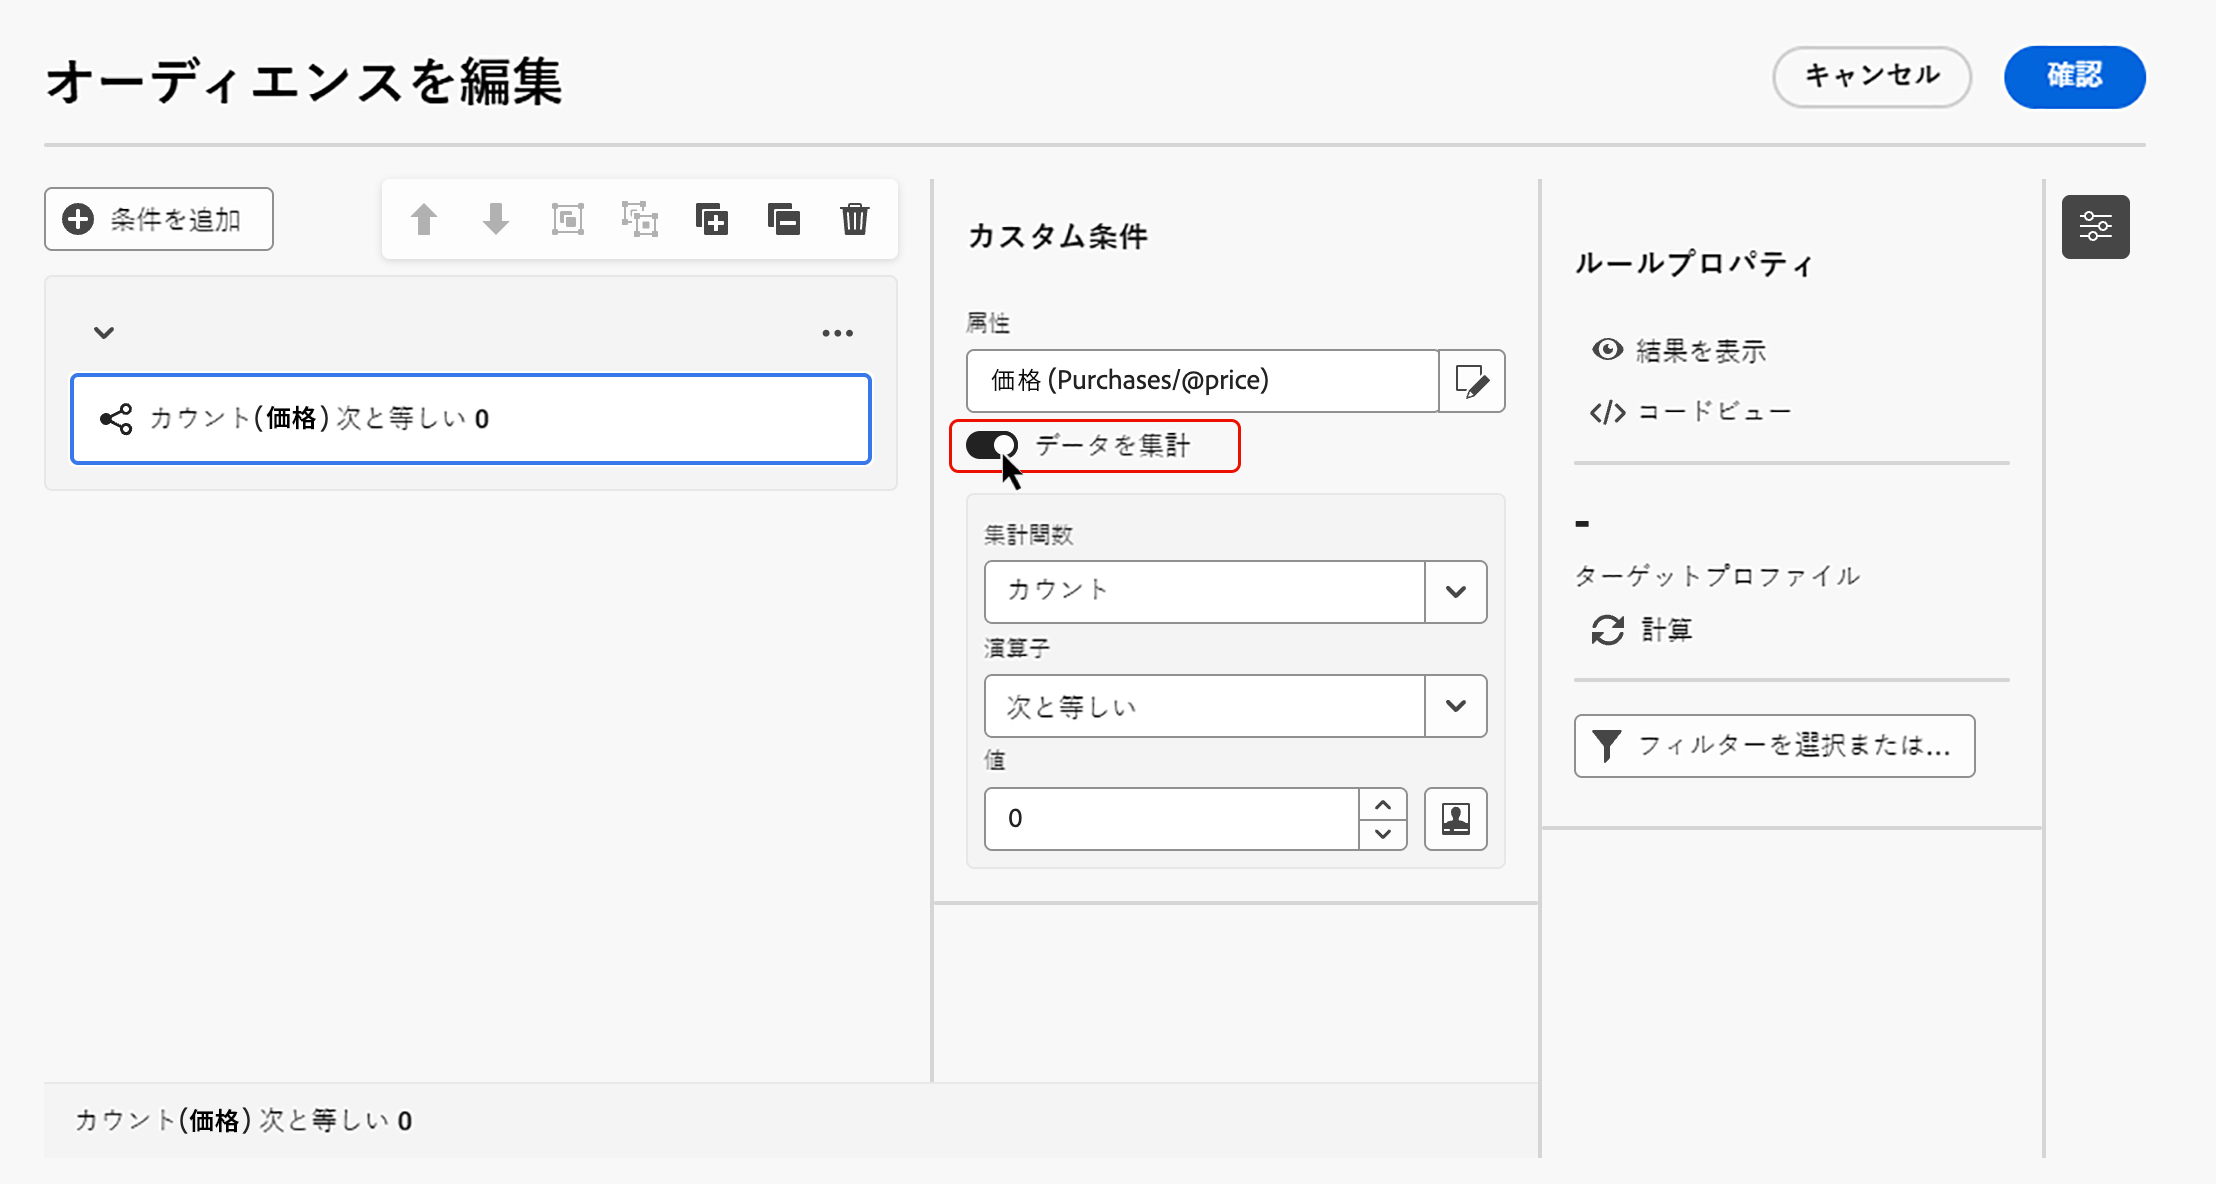 オーディエンスを編集
キャンセル
確認
条件を追加
カウント(価格) 次と等しい 0
カスタム条件
属性
価格 (Purchases/@price)
データを集計
集計関数
カウント
演算子
次と等しい
値
0
ルールプロパティ
結果を表示
コードビュー
-
ターゲットプロファイル
計算
フィルターを選択または...
カウント(価格) 次と等しい 0